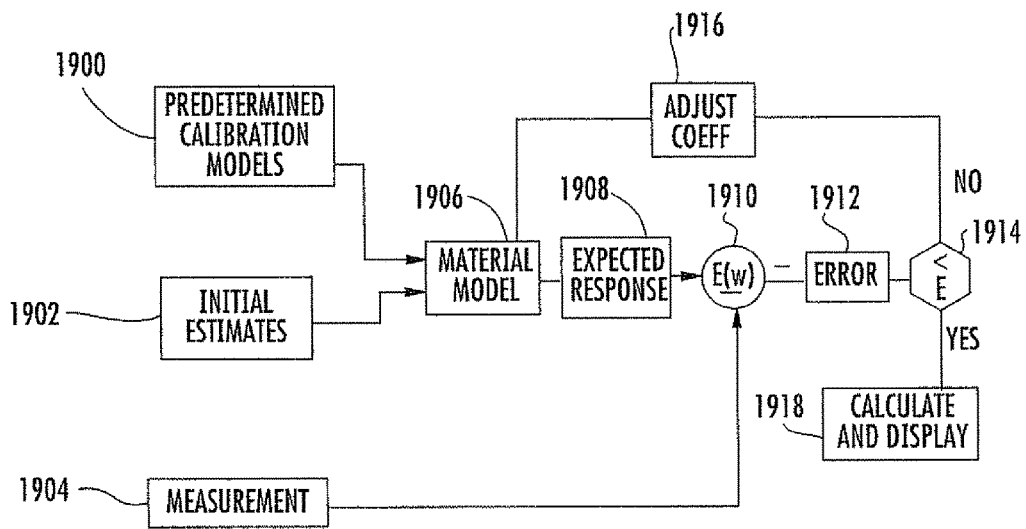 1916
1900
PREDETERMINED
CALIBRATION
MODELS
ADJUST
COEFF
NO
1906
1908
1910
1912
1914
MATERIAL
MODEL
EXPECTED
RESPONSE
E(w)
–
ERROR
<
E
1902
INITIAL
ESTIMATES
YES
1918
CALCULATE
AND DISPLAY
1904
MEASUREMENT